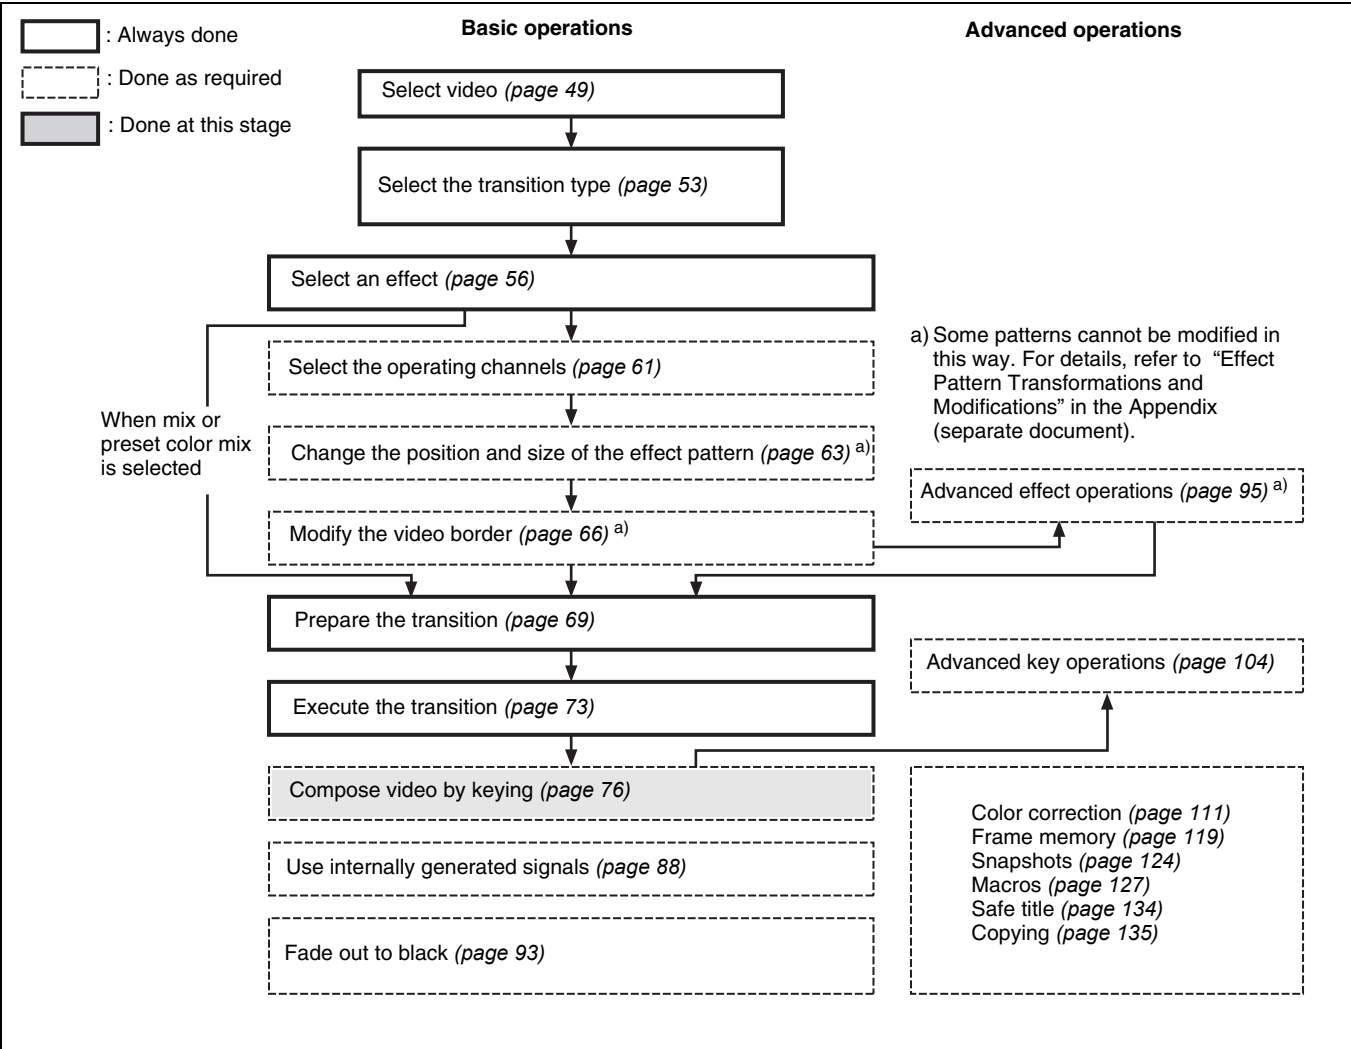 : Always done
: Done as required
: Done at this stage
Basic operations
Advanced operations
Select video (page 49)
Select the transition type (page 53)
Select an effect (page 56)
Select the operating channels (page 61)
When mix or
preset color mix
is selected
Change the position and size of the effect pattern (page 63) a)
Modify the video border (page 66) a)
a) Some patterns cannot be modified in
this way. For details, refer to “Effect
Pattern Transformations and
Modifications” in the Appendix
(separate document).
Advanced effect operations (page 95) a)
Prepare the transition (page 69)
Execute the transition (page 73)
Advanced key operations (page 104)
Compose video by keying (page 76)
Use internally generated signals (page 88)
Fade out to black (page 93)
Color correction (page 111)
Frame memory (page 119)
Snapshots (page 124)
Macros (page 127)
Safe title (page 134)
Copying (page 135)